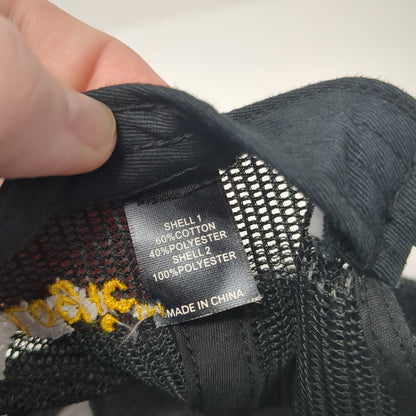 SHELL 1
60%COTTON
40%POLYESTER
SHELL 2
100%POLYESTER
MADE IN CHINA